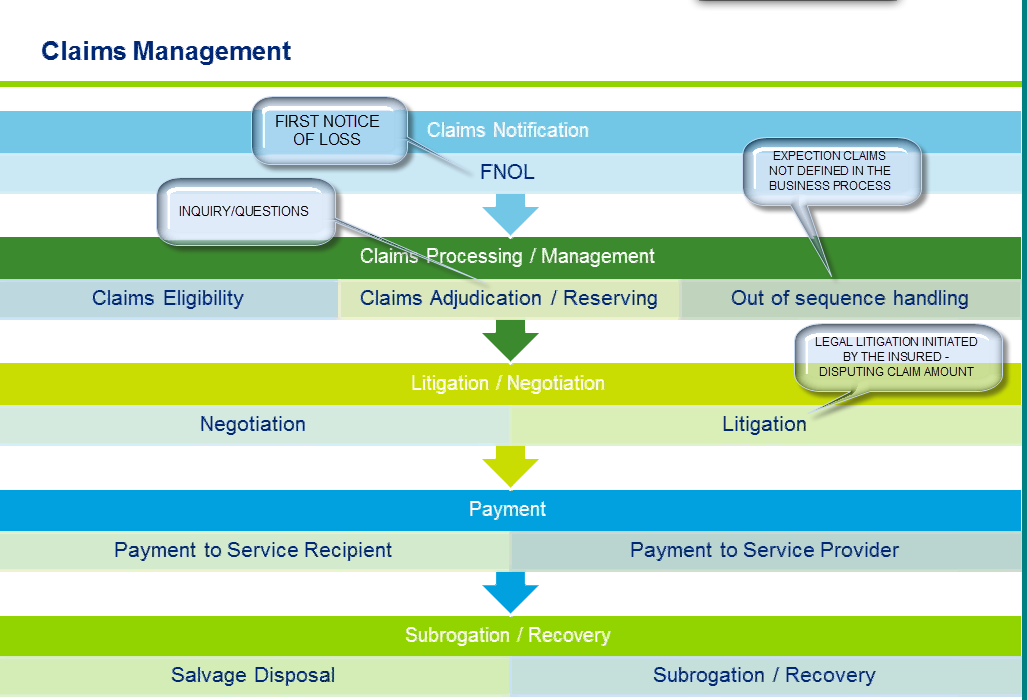 Claims Management
FIRST NOTICE
OF LOSS
Claims Notification
FNOL
EXPECTION CLAIMS
NOT DEFINED IN THE
BUSINESS PROCESS
INQUIRY/QUESTIONS
Claims Processing / Management
Claims Eligibility
Claims Adjudication / Reserving
Out of sequence handling
LEGAL LITIGATION INITIATED
BY THE INSURED -
DISPUTING CLAIM AMOUNT
Litigation / Negotiation
Negotiation
Litigation
Payment
Payment to Service Recipient
Payment to Service Provider
Subrogation / Recovery
Salvage Disposal
Subrogation / Recovery